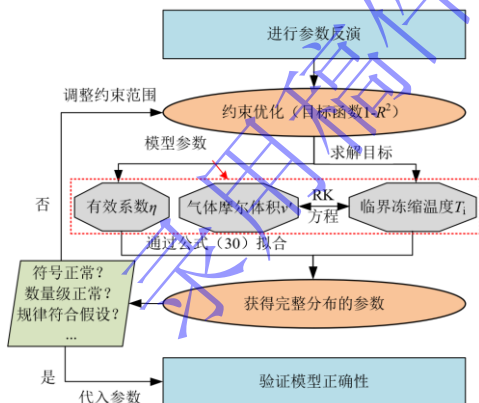 进行参数反演
调整约束范围
约束优化（目标函数1-R²）
模型参数
求解目标
有效系数η
气体摩尔体积v'
RK
方程
临界冻缩温度Ti
否
通过公式（30）拟合
符号正常？
数量级正常？
规律符合假设？
...
获得完整分布的参数
是
代入参数
验证模型正确性
录用稿件